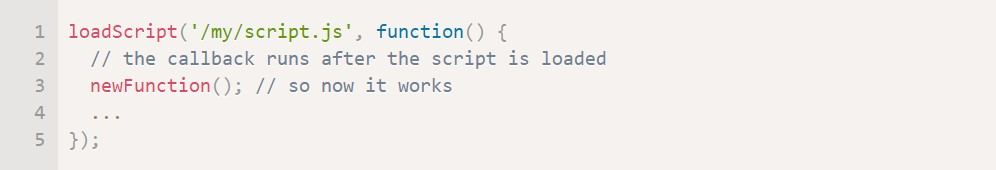 1 loadScript('/my/script.js', function() {
2   // the callback runs after the script is loaded
3   newFunction(); // so now it works
4   ...
5 });